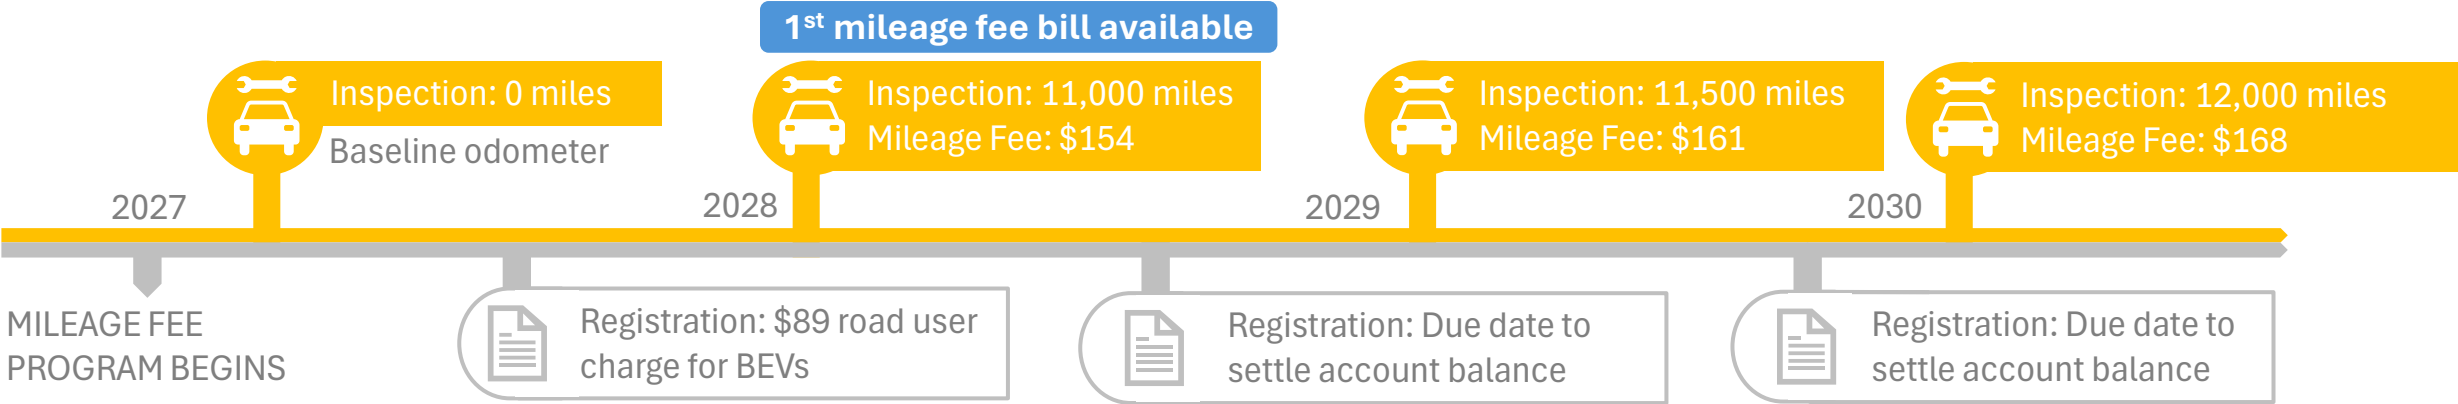 1st mileage fee bill available
Inspection: 0 miles
Baseline odometer
Inspection: 11,000 miles
Mileage Fee: $154
Inspection: 11,500 miles
Mileage Fee: $161
Inspection: 12,000 miles
Mileage Fee: $168
2027
2028
2029
2030
MILEAGE FEE
PROGRAM BEGINS
Registration: $89 road user
charge for BEVs
Registration: Due date to
settle account balance
Registration: Due date to
settle account balance